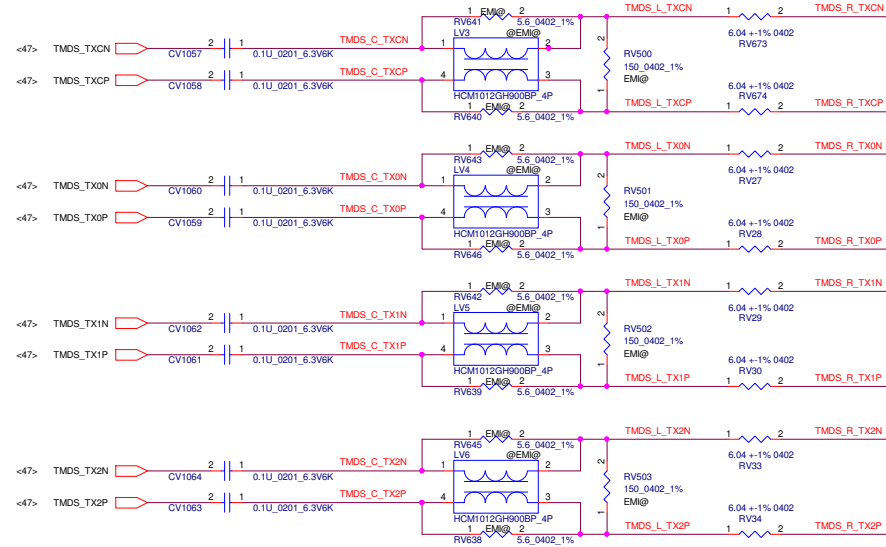 1 EMI@ 2 TMDS_L_TXCN TMDS_R_TXCN
RV641 5.6_0402_1% 1 2
LV3 @EMI@ 6.04 +-1% 0402
<47> TMDS_TXCN 2 1 TMDS_C_TXCN 1 2 2 RV673
CV1057 0.1U_0201_6.3V6K RV500
150_0402_1%
<47> TMDS_TXCP 2 1 TMDS_C_TXCP 4 3 EMI@
CV1058 0.1U_0201_6.3V6K 1 6.04 +-1% 0402
HCM1012GH900BP_4P RV674
1 EMI@ 2 TMDS_L_TXCP 1 2 TMDS_R_TXCP
RV640 5.6_0402_1%
1 EMI@ 2 TMDS_L_TX0N TMDS_R_TX0N
RV643 5.6_0402_1% 1 2
LV4 @EMI@ 6.04 +-1% 0402
<47> TMDS_TX0N 2 1 TMDS_C_TX0N 1 2 2 RV27
CV1060 0.1U_0201_6.3V6K RV501
150_0402_1%
<47> TMDS_TX0P 2 1 TMDS_C_TX0P 4 3 EMI@
CV1059 0.1U_0201_6.3V6K 1 6.04 +-1% 0402
HCM1012GH900BP_4P RV28
1 EMI@ 2 TMDS_L_TX0P 1 2 TMDS_R_TX0P
RV646 5.6_0402_1%
1 EMI@ 2 TMDS_L_TX1N TMDS_R_TX1N
RV642 5.6_0402_1% 1 2
LV5 @EMI@ 6.04 +-1% 0402
<47> TMDS_TX1N 2 1 TMDS_C_TX1N 1 2 2 RV29
CV1062 0.1U_0201_6.3V6K RV502
150_0402_1%
<47> TMDS_TX1P 2 1 TMDS_C_TX1P 4 3 EMI@
CV1061 0.1U_0201_6.3V6K 1 6.04 +-1% 0402
HCM1012GH900BP_4P RV30
1 EMI@ 2 TMDS_L_TX1P 1 2 TMDS_R_TX1P
RV639 5.6_0402_1%
1 EMI@ 2 TMDS_L_TX2N TMDS_R_TX2N
RV645 5.6_0402_1% 1 2
LV6 @EMI@ 6.04 +-1% 0402
<47> TMDS_TX2N 2 1 TMDS_C_TX2N 1 2 2 RV33
CV1064 0.1U_0201_6.3V6K RV503
150_0402_1%
<47> TMDS_TX2P 2 1 TMDS_C_TX2P 4 3 EMI@
CV1063 0.1U_0201_6.3V6K 1 6.04 +-1% 0402
HCM1012GH900BP_4P RV34
1 EMI@ 2 TMDS_L_TX2P 1 2 TMDS_R_TX2P
RV638 5.6_0402_1%